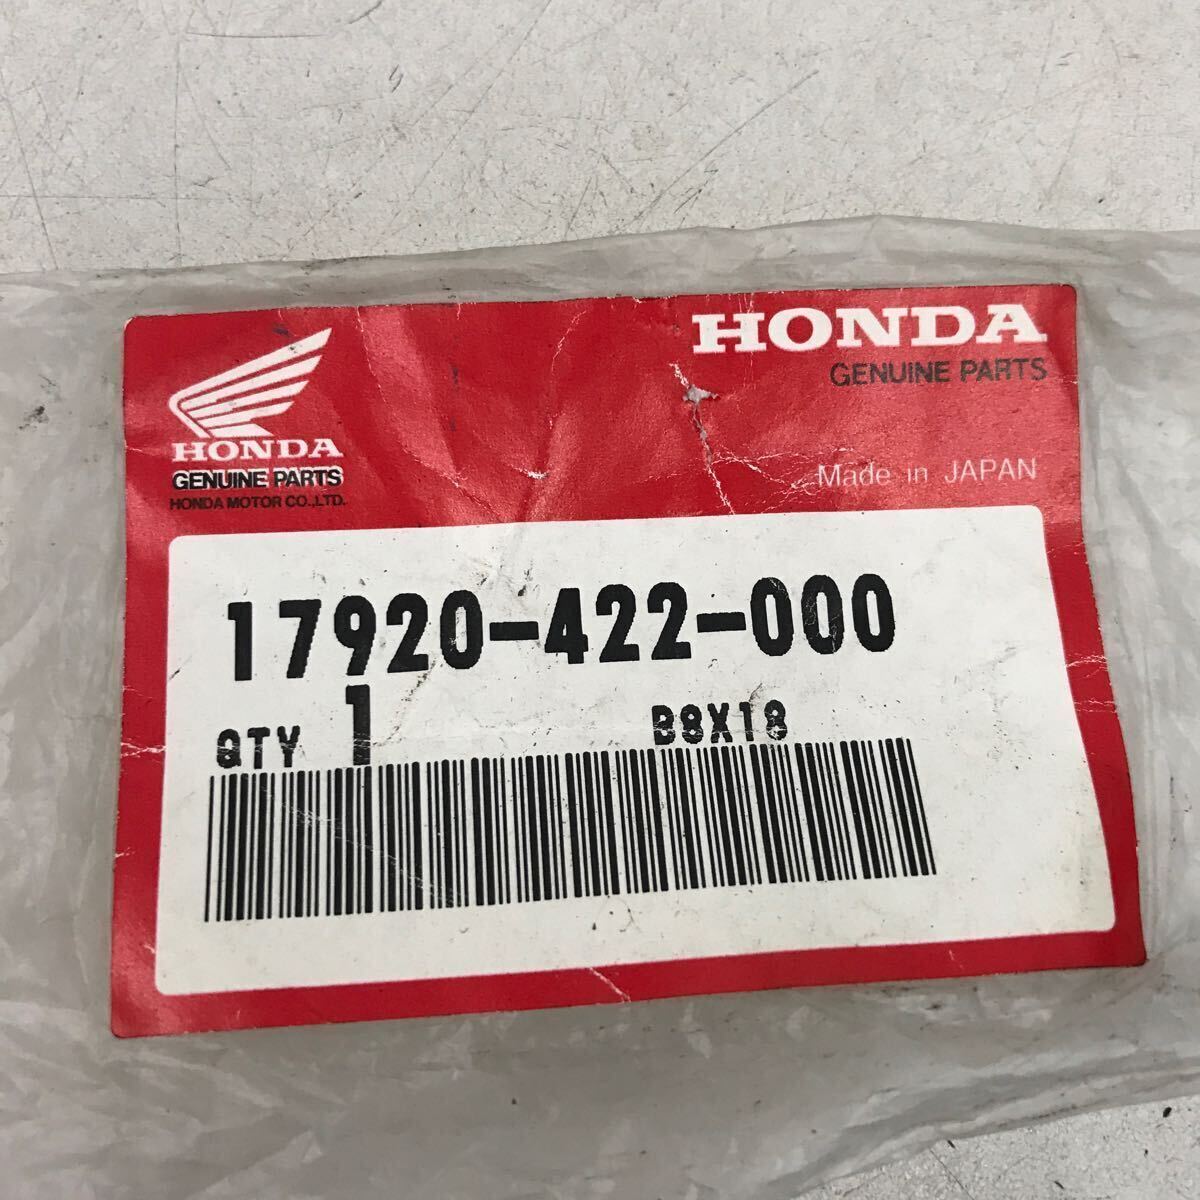 HONDA
GENUINE PARTS
HONDA MOTOR CO.,LTD.
HONDA
GENUINE PARTS
Made in JAPAN
17920-422-000
QTY 1 B8X18